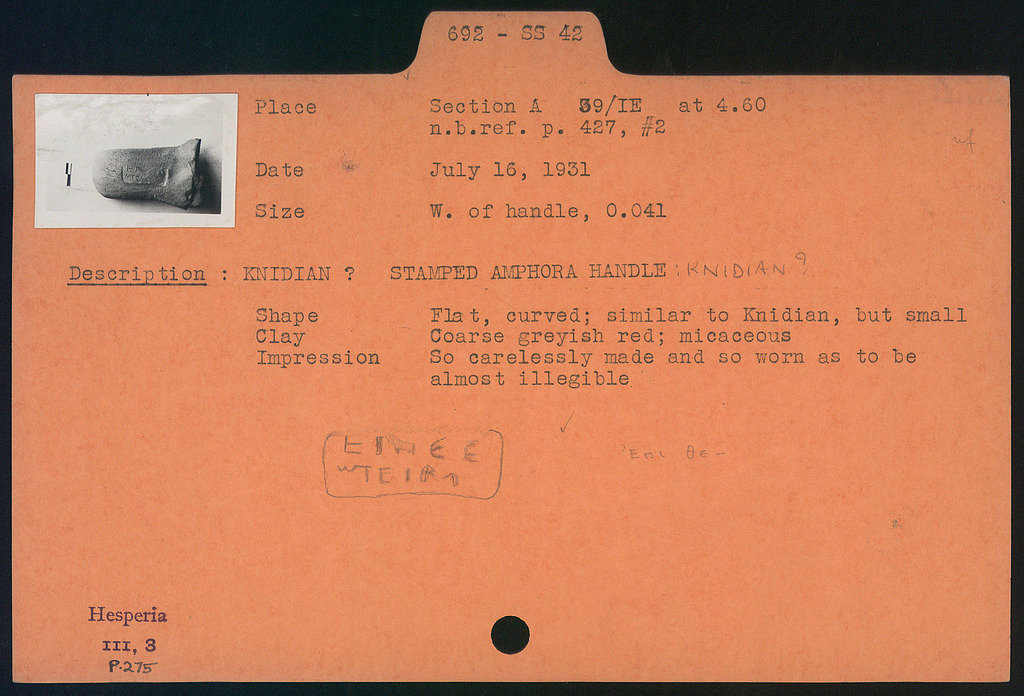 692 - SS 42
Place Section A 39/IE at 4.60
n.b.ref. p. 427, #2
wf
Date July 16, 1931
Size W. of handle, 0.041
Description : KNIDIAN ? STAMPED AMPHORA HANDLE : KNIDIAN ?
Shape Flat, curved; similar to Knidian, but small
Clay Coarse greyish red; micaceous
Impression So carelessly made and so worn as to be
almost illegible
Ἐπι Θε-
Hesperia
III, 3
P.275